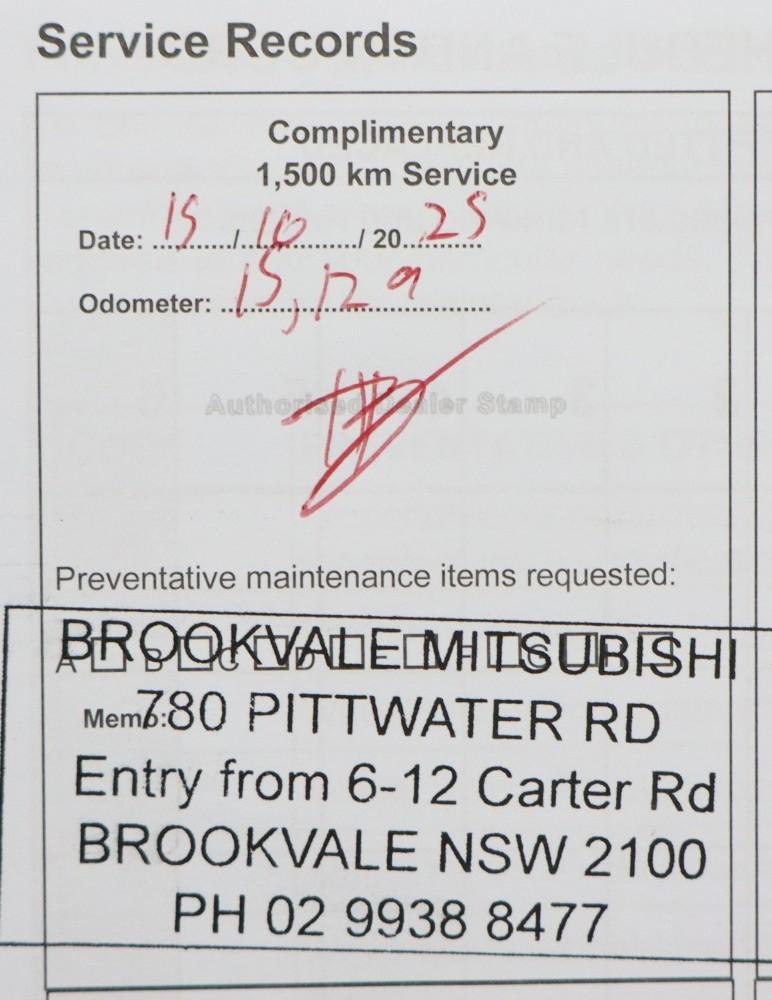 Service Records
Complimentary
1,500 km Service
Date: 15 / 10 / 20 25
Odometer: 15,129
Authorised Dealer Stamp
Preventative maintenance items requested:
BROOKVALE MITSUBISHI
Memo:
780 PITTWATER RD
Entry from 6-12 Carter Rd
BROOKVALE NSW 2100
PH 02 9938 8477